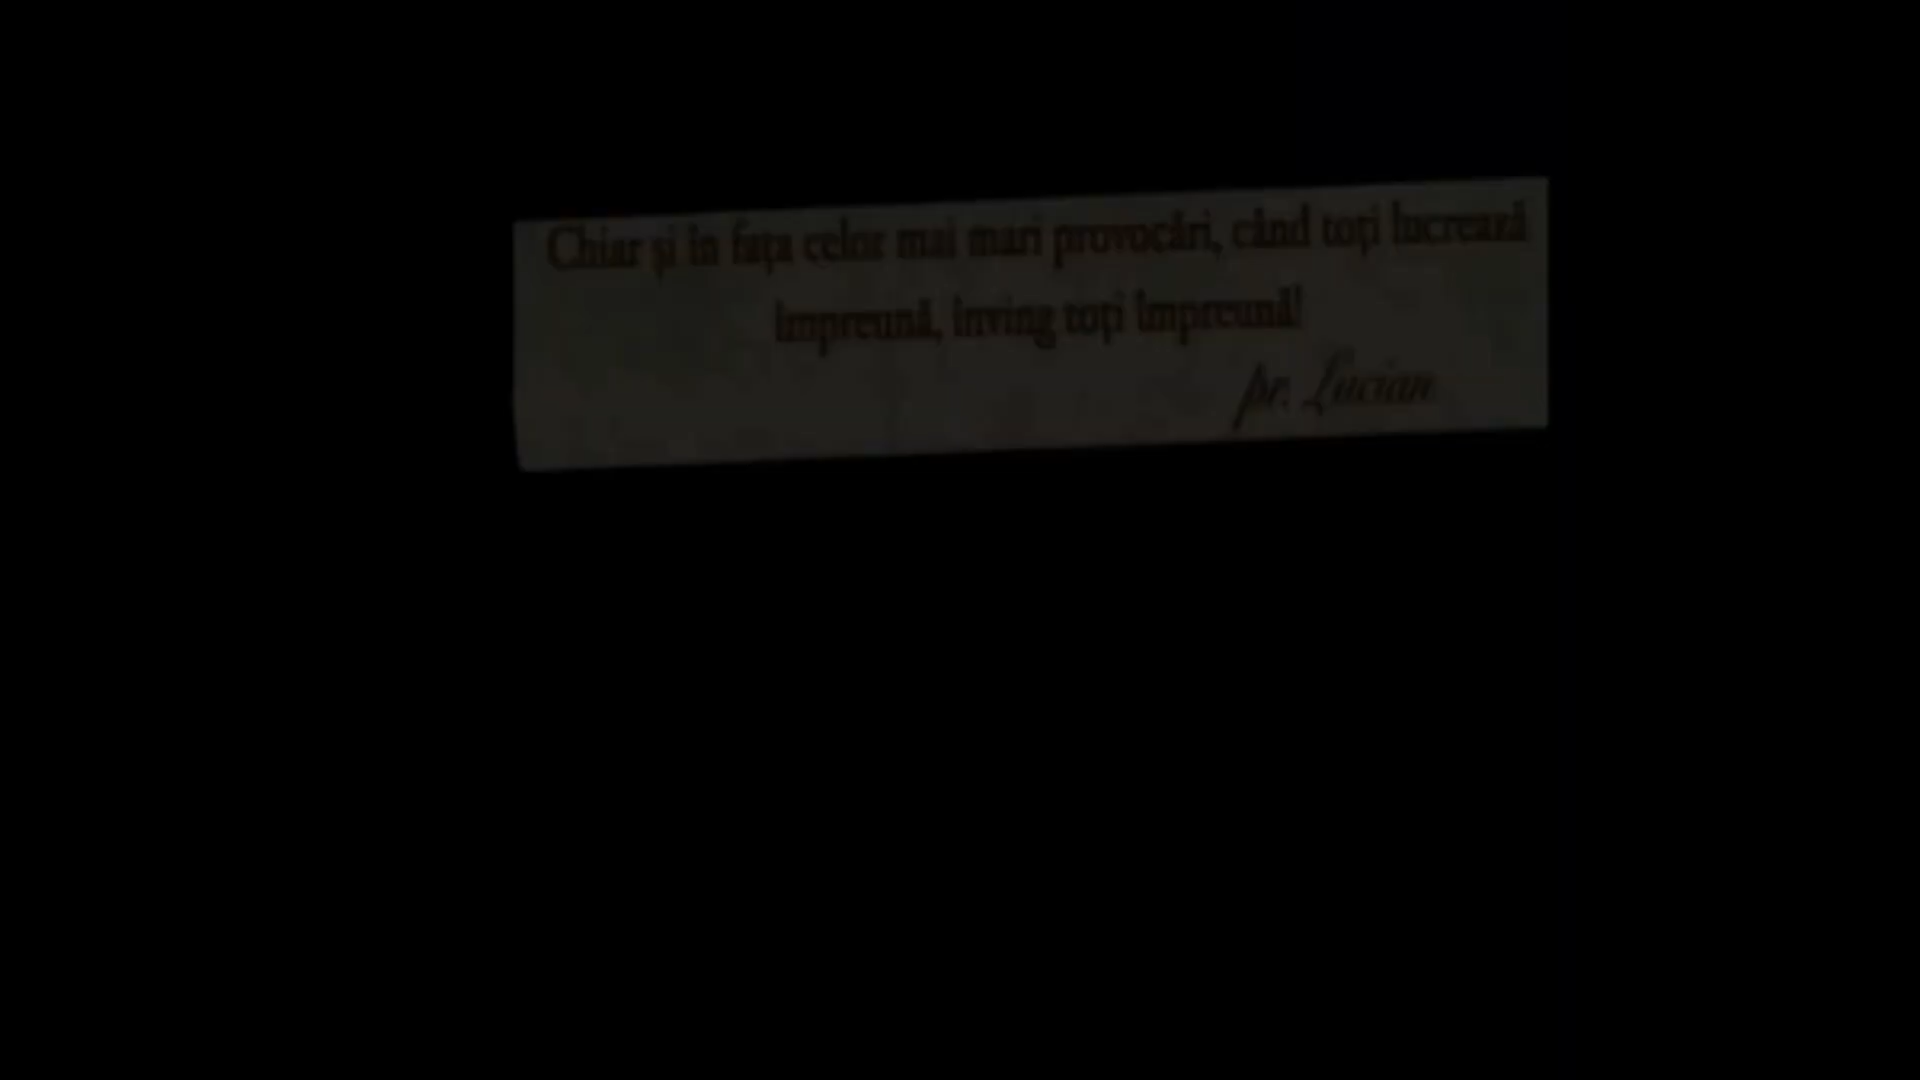 Chiar și în fața celor mai mari provocări, când toți lucrează
împreună, înving toți împreună!
pr. Lucian